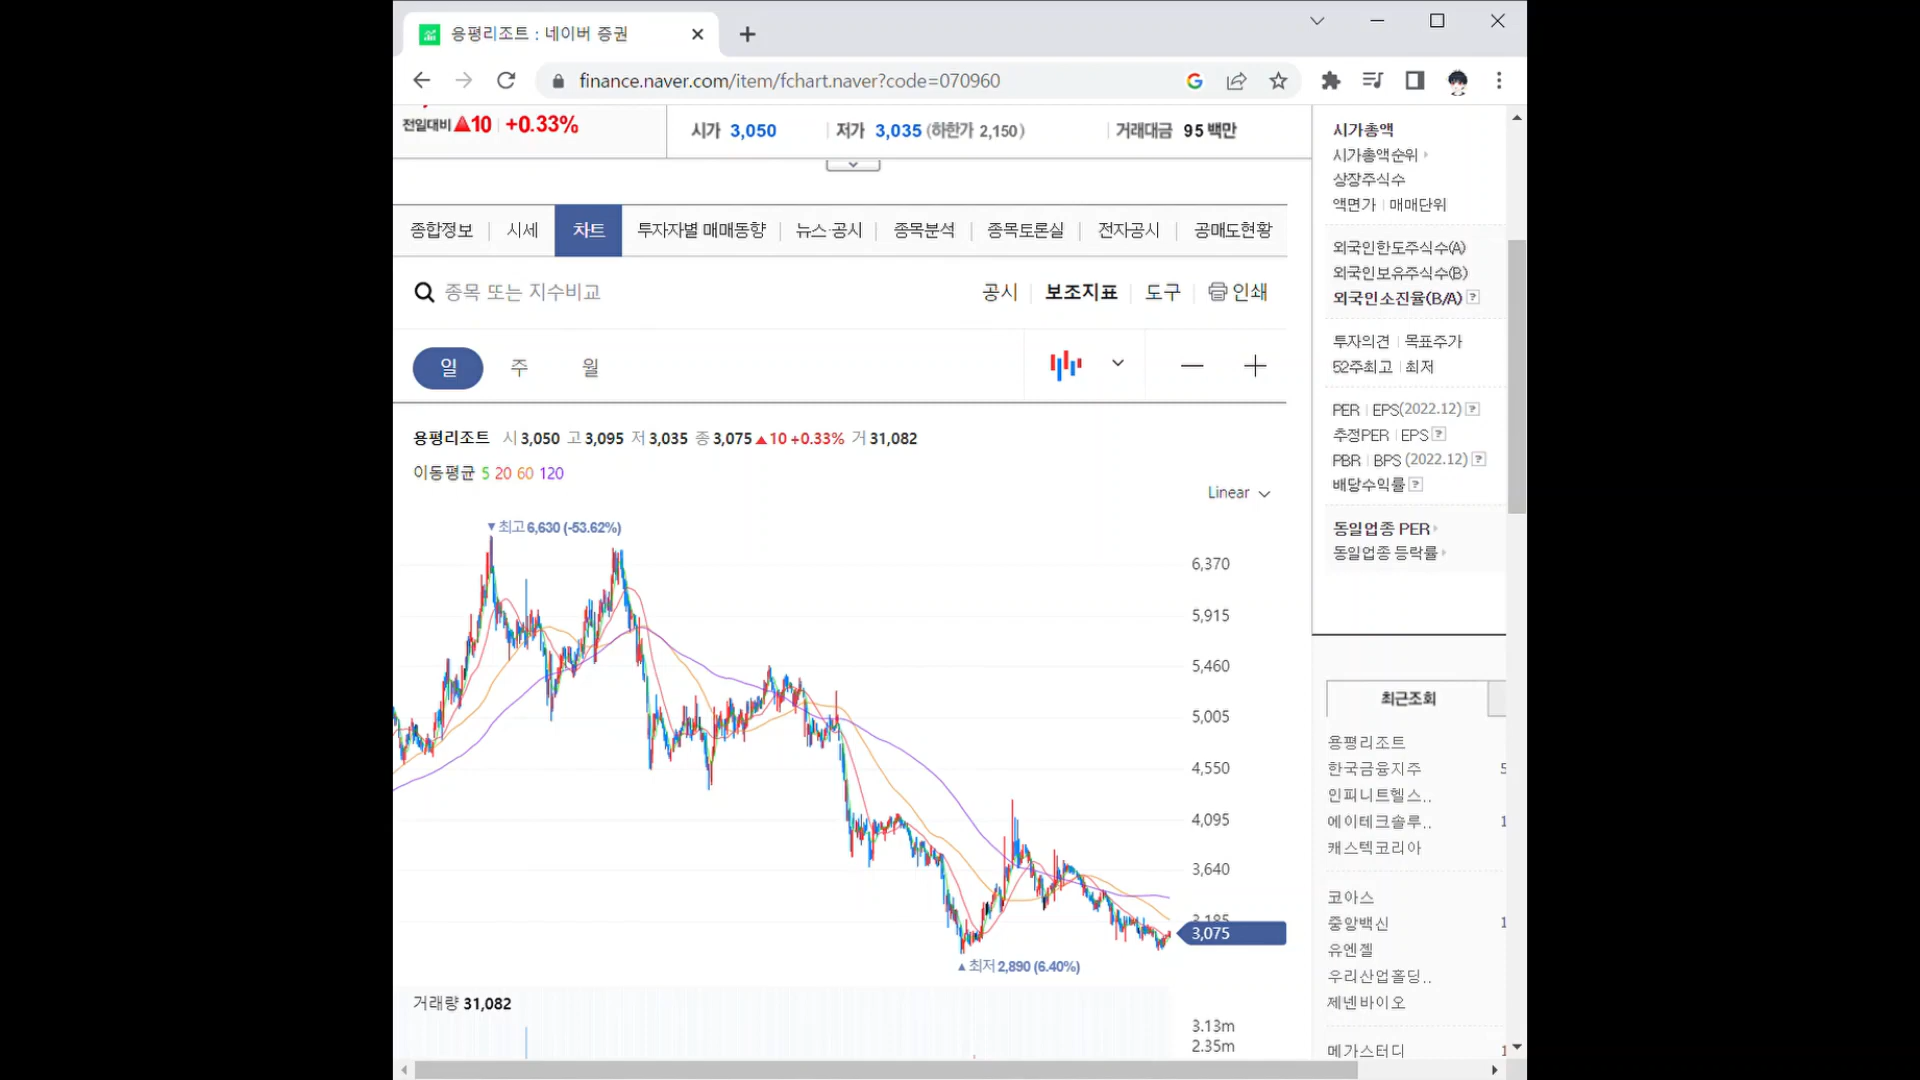 용평리조트 : 네이버 증권
finance.naver.com/item/fchart.naver?code=070960
전일대비 ▲10 +0.33%
시가 3,050
저가 3,035 (하한가 2,150)
거래대금 95 백만
종합정보 시세 차트 투자자별 매매동향 뉴스·공시 종목분석 종목토론실 전자공시 공매도현황
종목 또는 지수비교
공시 보조지표 도구 인쇄
일 주 월
용평리조트 시 3,050 고 3,095 저 3,035 종 3,075 ▲10 +0.33% 거 31,082
이동평균 5 20 60 120
Linear
▼최고 6,630 (-53.62%)
6,370
5,915
5,460
5,005
4,550
4,095
3,640
3,185
3,075
▲최저 2,890 (6.40%)
거래량 31,082
3.13m
2.35m
시가총액
시가총액순위
상장주식수
액면가 매매단위
외국인한도주식수(A)
외국인보유주식수(B)
외국인소진율(B/A) ?
투자의견 목표주가
52주최고 최저
PER EPS(2022.12) ?
추정PER EPS ?
PBR BPS (2022.12) ?
배당수익률 ?
동일업종 PER
동일업종 등락률
최근조회
용평리조트
한국금융지주 5
인피니트헬스..
에이테크솔루.. 1
캐스텍코리아
코아스
중앙백신 1
유엔젤
우리산업홀딩..
제넨바이오
메가스터디 1